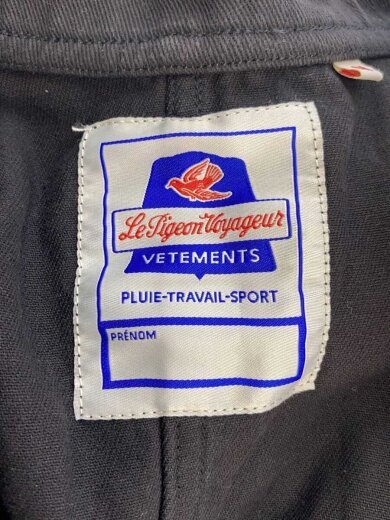 Le Pigeon Voyageur
VETEMENTS
PLUIE-TRAVAIL-SPORT
PRÉNOM